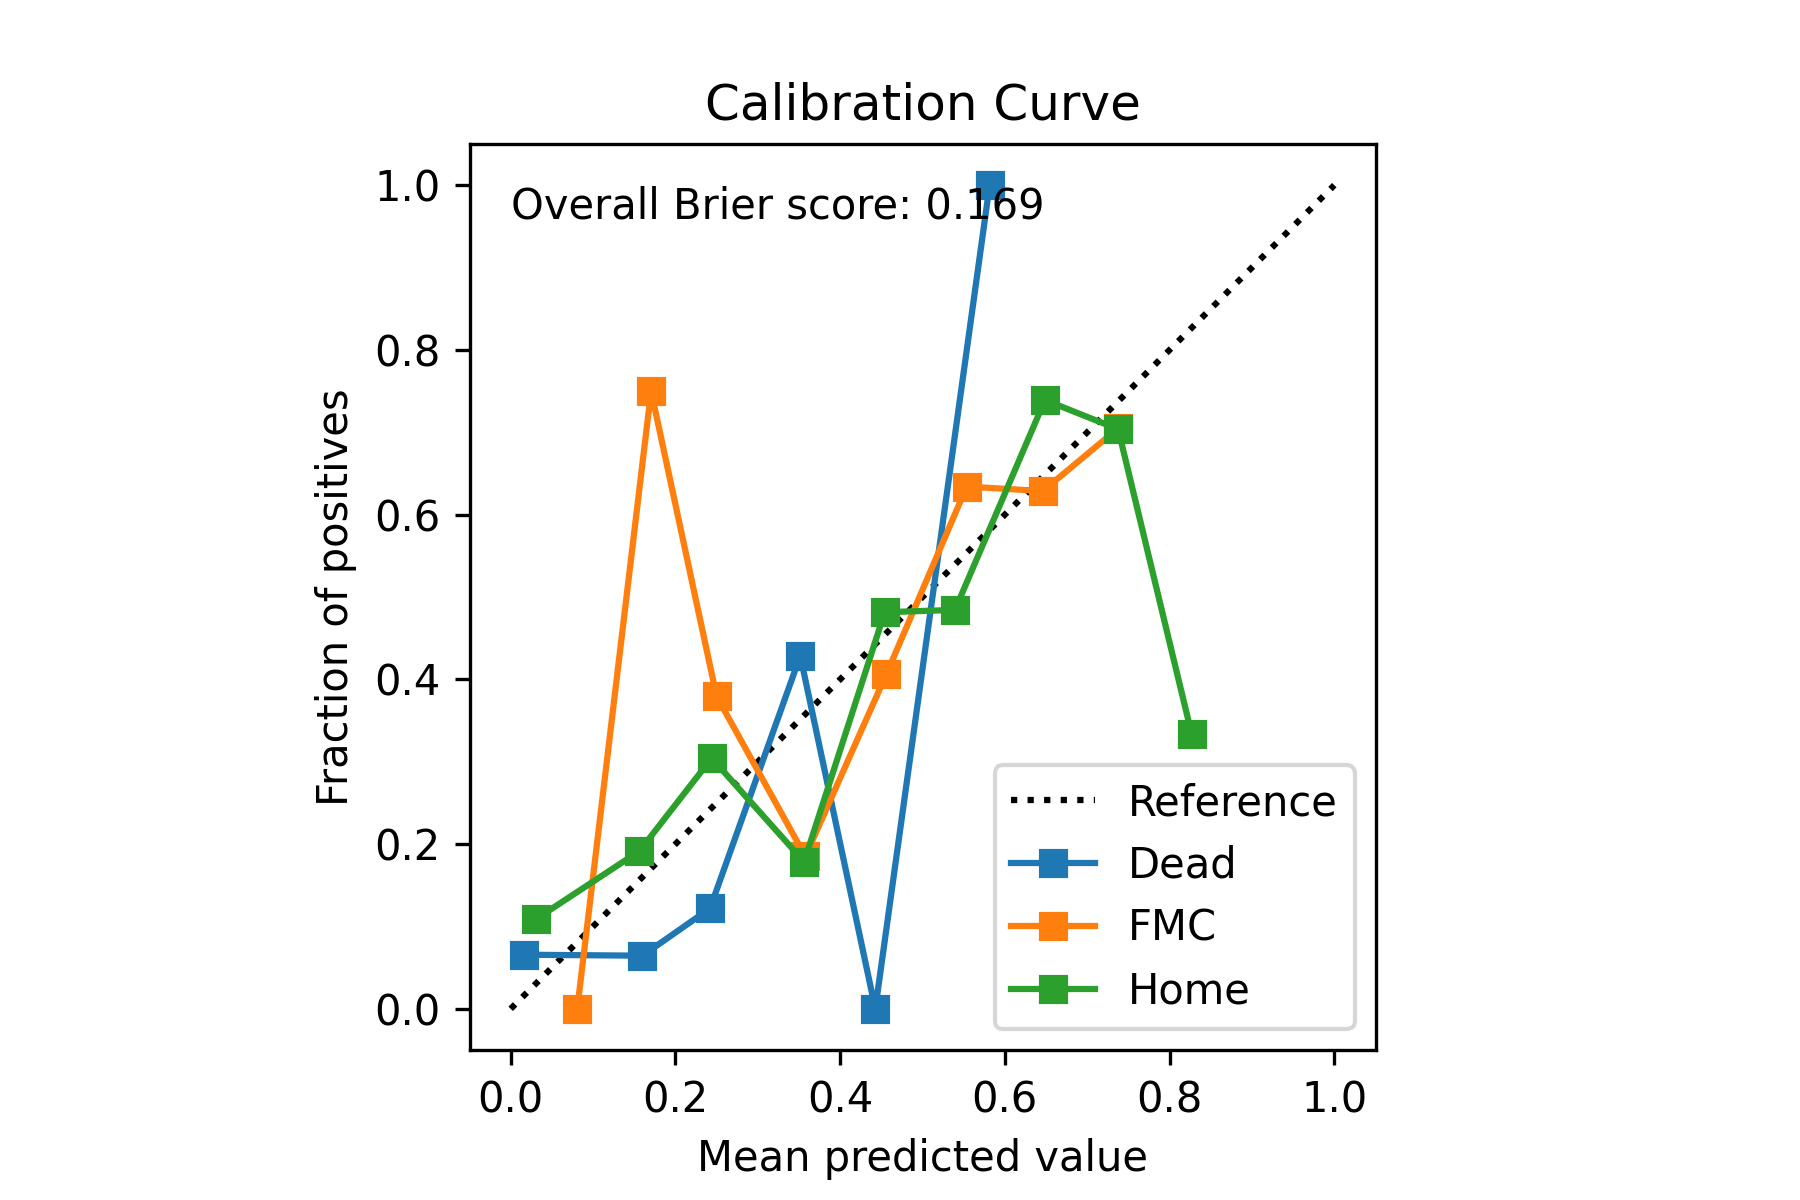 Calibration Curve
Overall Brier score: 0.169
1.0
0.8
0.6
0.4
0.2
0.0
Fraction of positives
Reference
Dead
FMC
Home
0.0 0.2 0.4 0.6 0.8 1.0
Mean predicted value